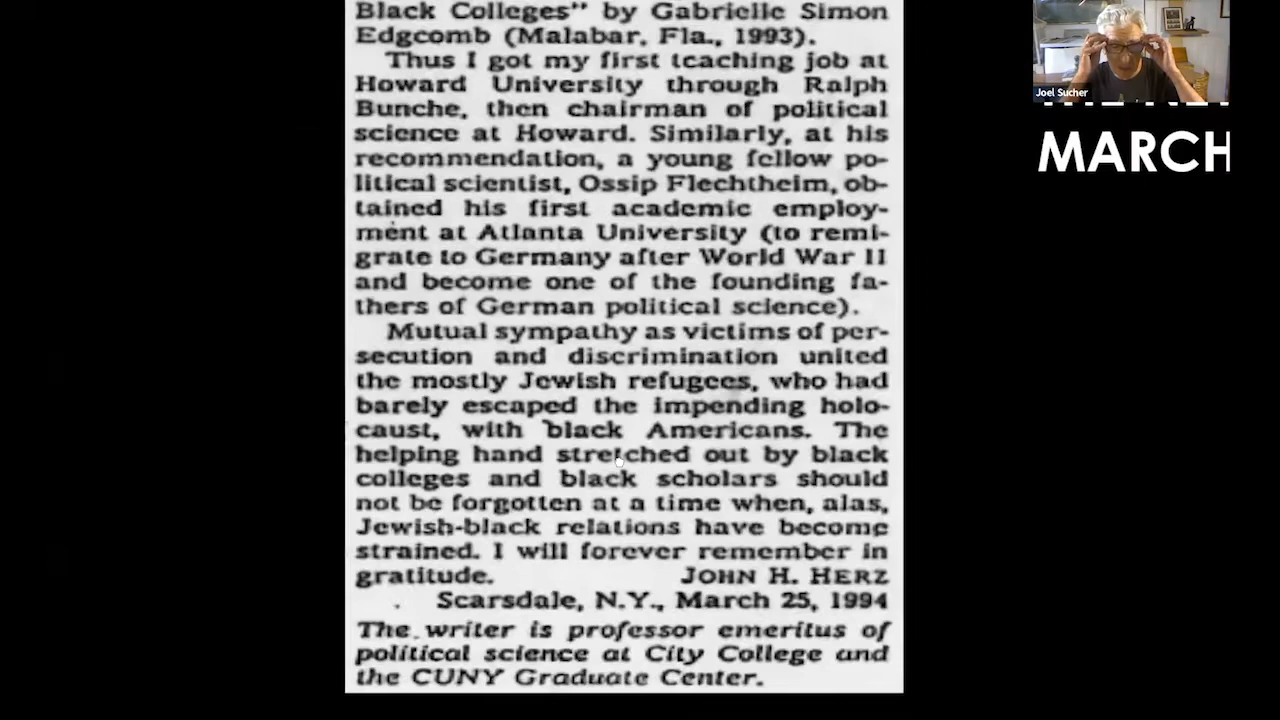 Black Colleges" by Gabrielle Simon
Edgcomb (Malabar, Fla., 1993).
Thus I got my first teaching job at
Howard University through Ralph
Bunche, then chairman of political
science at Howard. Similarly, at his
recommendation, a young fellow po-
litical scientist, Ossip Flechtheim, ob-
tained his first academic employ-
ment at Atlanta University (to remi-
grate to Germany after World War II
and become one of the founding fa-
thers of German political science).
Mutual sympathy as victims of per-
secution and discrimination united
the mostly Jewish refugees, who had
barely escaped the impending holo-
caust, with black Americans. The
helping hand stretched out by black
colleges and black scholars should
not be forgotten at a time when, alas,
Jewish-black relations have become
strained. I will forever remember in
gratitude. JOHN H. HERZ
Scarsdale, N.Y., March 25, 1994
The writer is professor emeritus of
political science at City College and
the CUNY Graduate Center.
Joel Sucher
MARCH